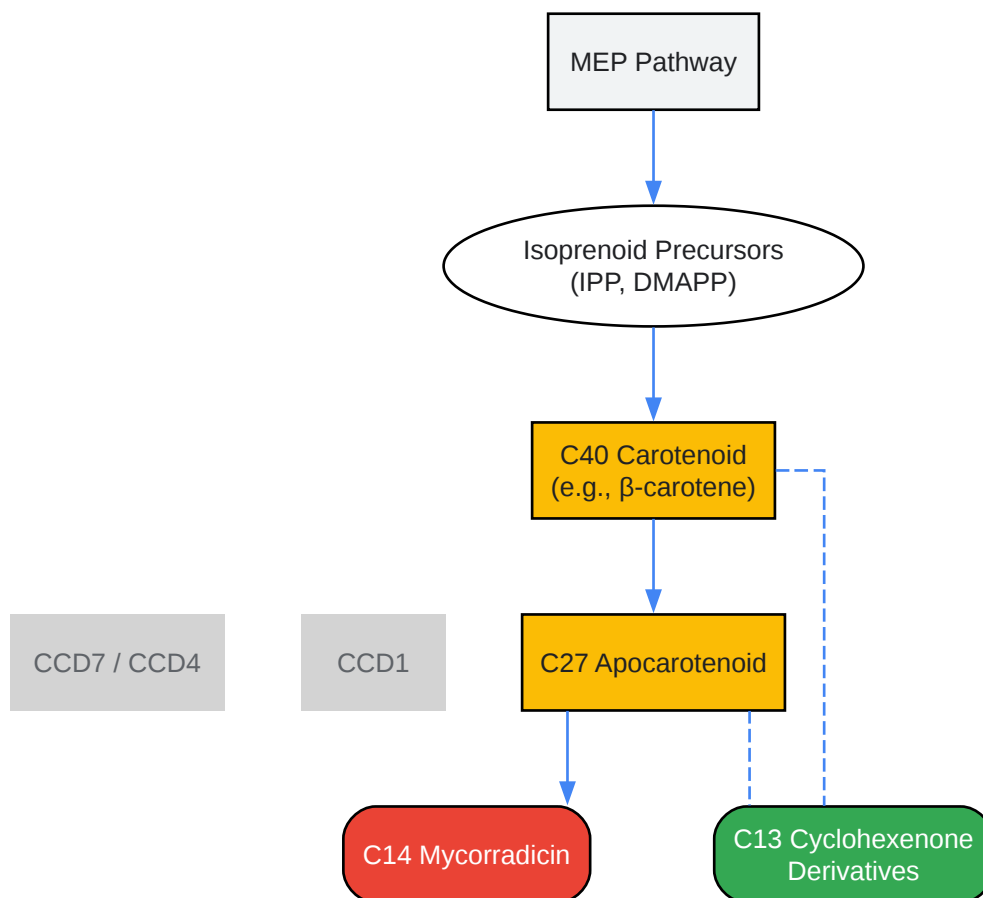 MEP Pathway
Isoprenoid Precursors
(IPP, DMAPP)
C40 Carotenoid
(e.g., β-carotene)
CCD7 / CCD4
CCD1
C27 Apocarotenoid
C14 Mycorradicin
C13 Cyclohexenone
Derivatives